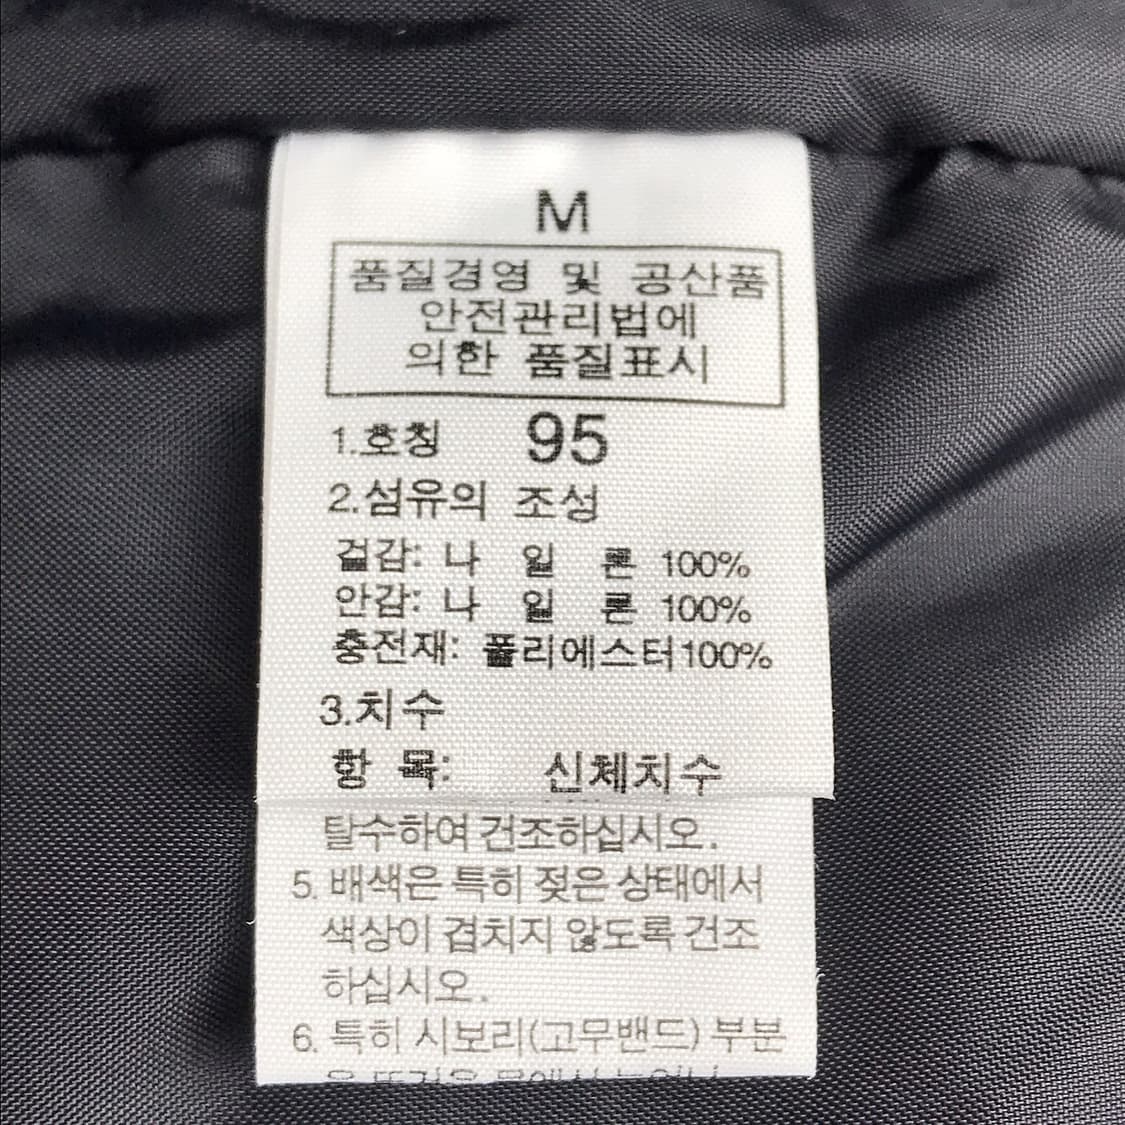 M
품질경영 및 공산품
안전관리법에
의한 품질표시
1.호칭 95
2.섬유의 조성
겉감: 나 일 론 100%
안감: 나 일 론 100%
충전재: 폴리에스터100%
3.치수
항 목: 신체치수
탈수하여 건조하십시오.
5. 배색은 특히 젖은 상태에서
색상이 겹치지 않도록 건조
하십시오.
6. 특히 시보리(고무밴드) 부분